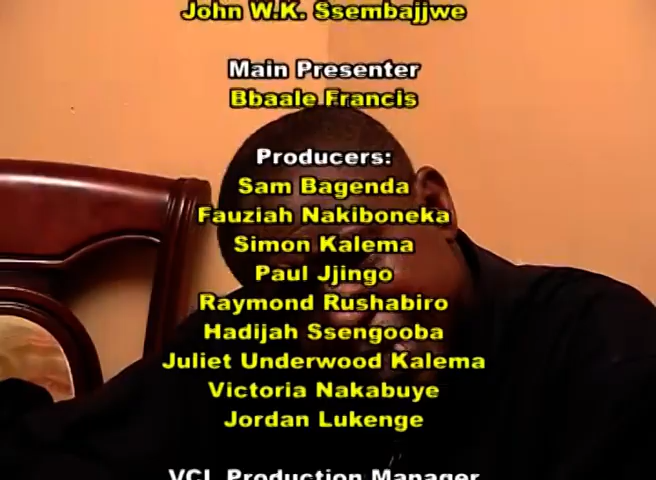 John W.K. Ssembajjwe
Main Presenter
Bbaale Francis
Producers:
Sam Bagenda
Fauziah Nakiboneka
Simon Kalema
Paul Jjingo
Raymond Rushabiro
Hadijah Ssengooba
Juliet Underwood Kalema
Victoria Nakabuye
Jordan Lukenge
VCL Production Manager